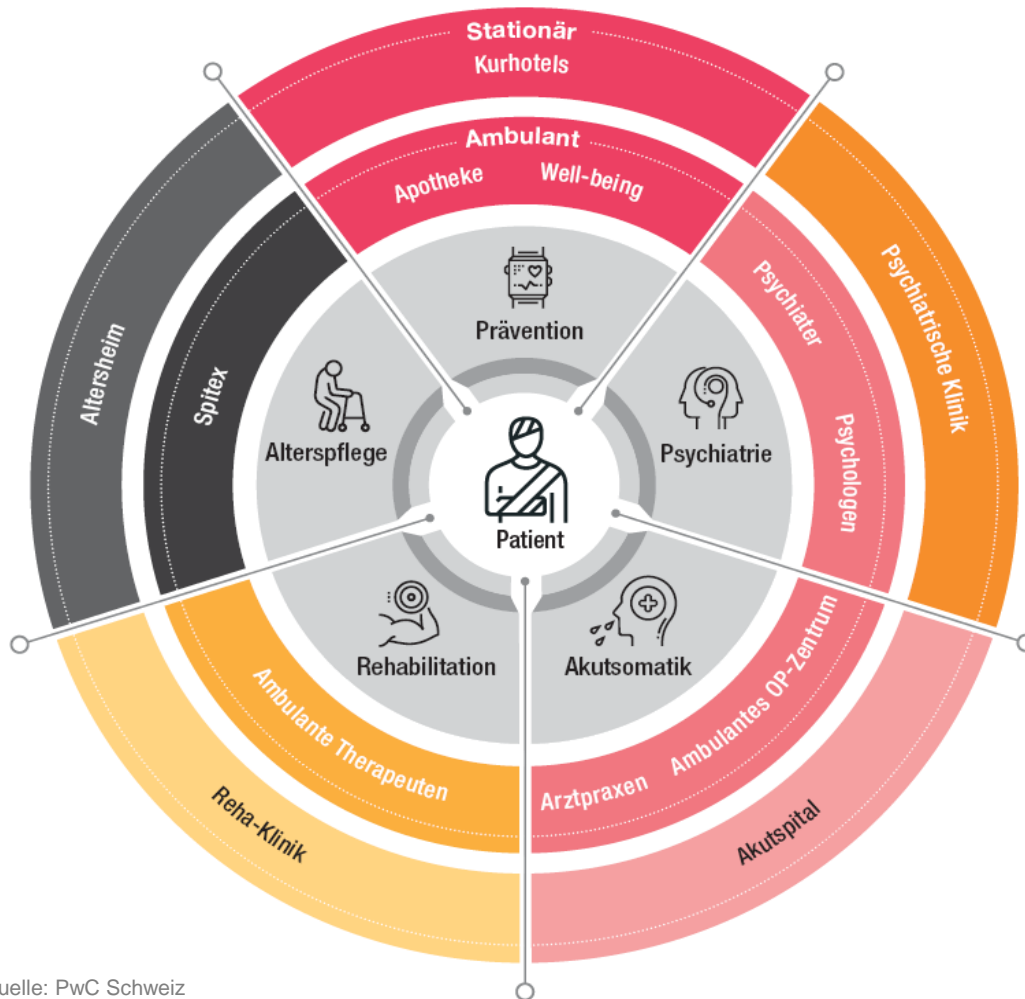 Stationär
Kurhotels
Ambulant
Apotheke
Well-being
Prävention
Psychiater
Psychologen
Psychiatrische Klinik
Psychiatrie
Altersheim
Spitex
Alterspflege
Patient
Rehabilitation
Akutsomatik
Ambulante Therapeuten
Arztpraxen
Ambulantes OP-Zentrum
Reha-Klinik
Akutspital
uelle: PwC Schweiz